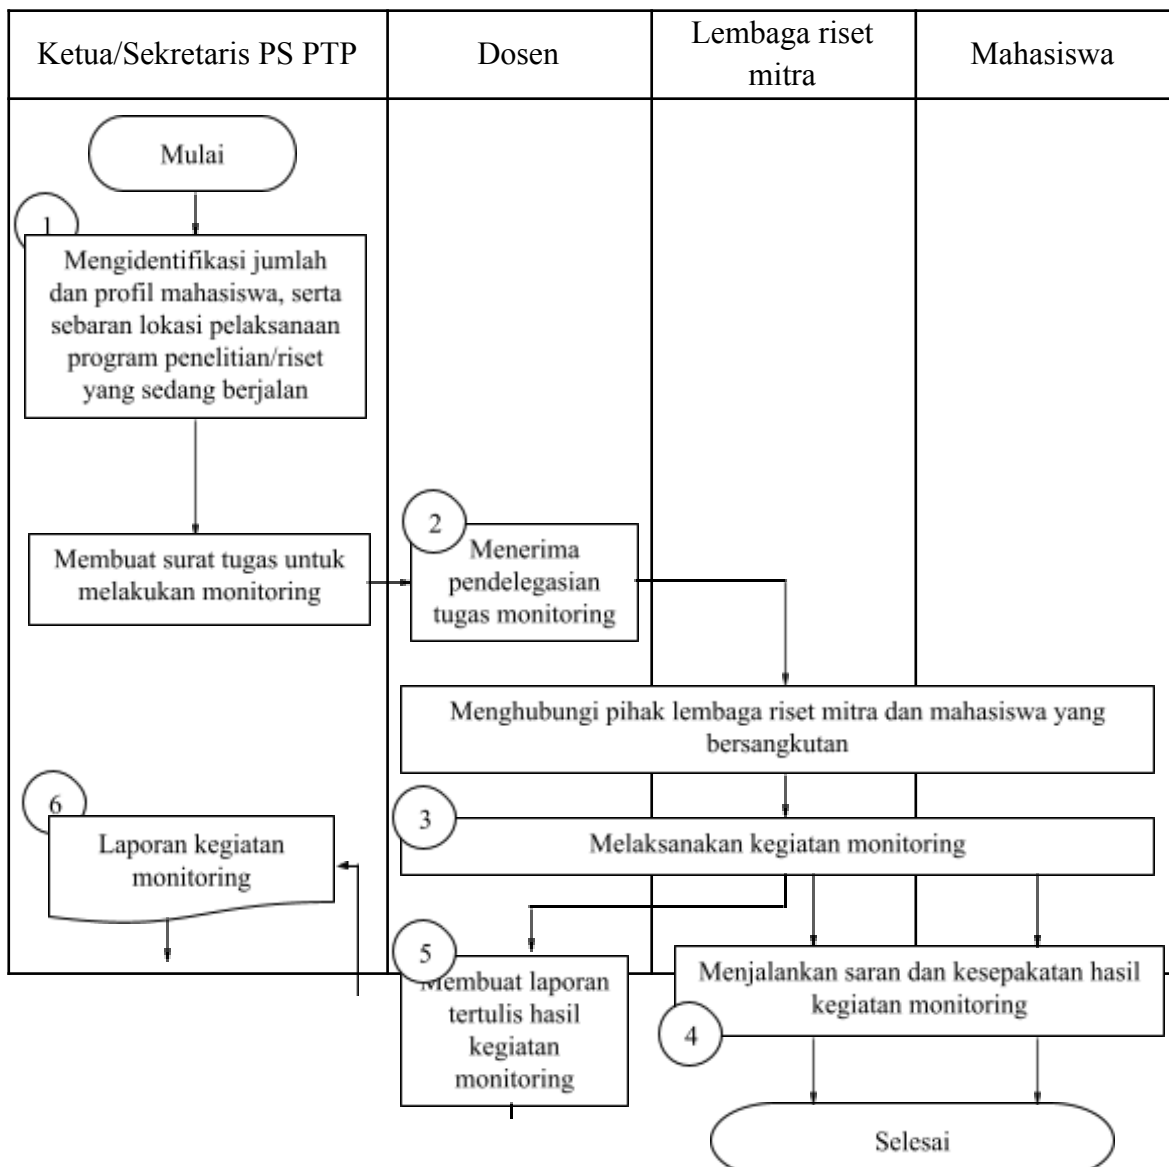 Ketua/Sekretaris PS PTP
Dosen
Lembaga riset
mitra
Mahasiswa
Mulai
1
Mengidentifikasi jumlah
dan profil mahasiswa, serta
sebaran lokasi pelaksanaan
program penelitian/riset
yang sedang berjalan
Membuat surat tugas untuk
melakukan monitoring
2
Menerima
pendelegasian
tugas monitoring
Menghubungi pihak lembaga riset mitra dan mahasiswa yang
bersangkutan
3
Melaksanakan kegiatan monitoring
6
Laporan kegiatan
monitoring
5
Membuat laporan
tertulis hasil
kegiatan
monitoring
Menjalankan saran dan kesepakatan hasil
kegiatan monitoring
4
Selesai